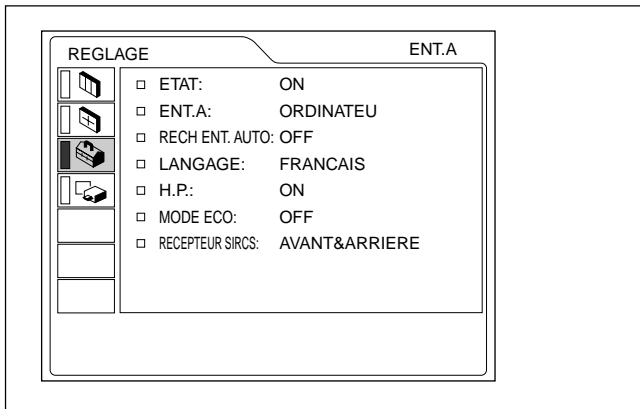 REGLAGE ENT.A
ETAT: ON
ENT.A: ORDINATEU
RECH ENT. AUTO: OFF
LANGAGE: FRANCAIS
H.P.: ON
MODE ECO: OFF
RECEPTEUR SIRCS: AVANT&ARRIERE